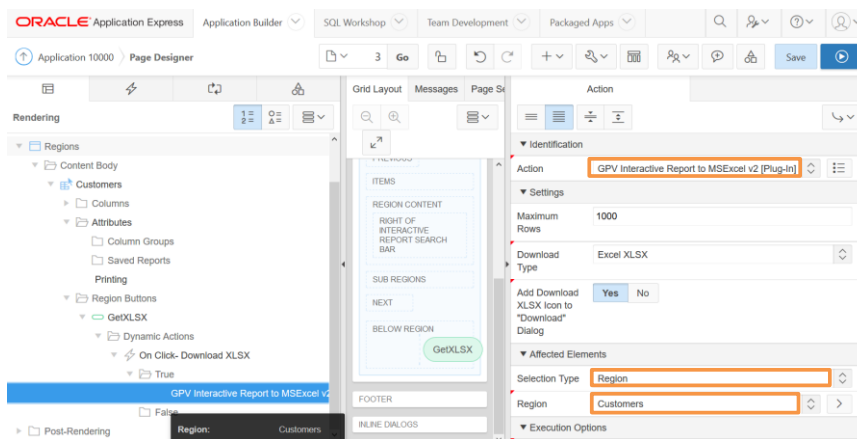 ORACLE Application Express Application Builder SQL Workshop Team Development Packaged Apps
Application 10000 Page Designer 3 Go Save
Rendering
Regions
Content Body
Customers
Columns
Attributes
Column Groups
Saved Reports
Printing
Region Buttons
GetXLSX
Dynamic Actions
On Click- Download XLSX
True
GPV Interactive Report to MSExcel v2
False
Region: Customers
Post-Rendering
Grid Layout Messages Page Se
PREVIOUS
ITEMS
REGION CONTENT
RIGHT OF
INTERACTIVE
REPORT SEARCH
BAR
SUB REGIONS
NEXT
BELOW REGION
GetXLSX
FOOTER
INLINE DIALOGS
Action
Identification
Action GPV Interactive Report to MSExcel v2 [Plug-In]
Settings
Maximum
Rows
1000
Download
Type
Excel XLSX
Add Download
XLSX Icon to
"Download"
Dialog
Yes No
Affected Elements
Selection Type Region
Region Customers
Execution Options